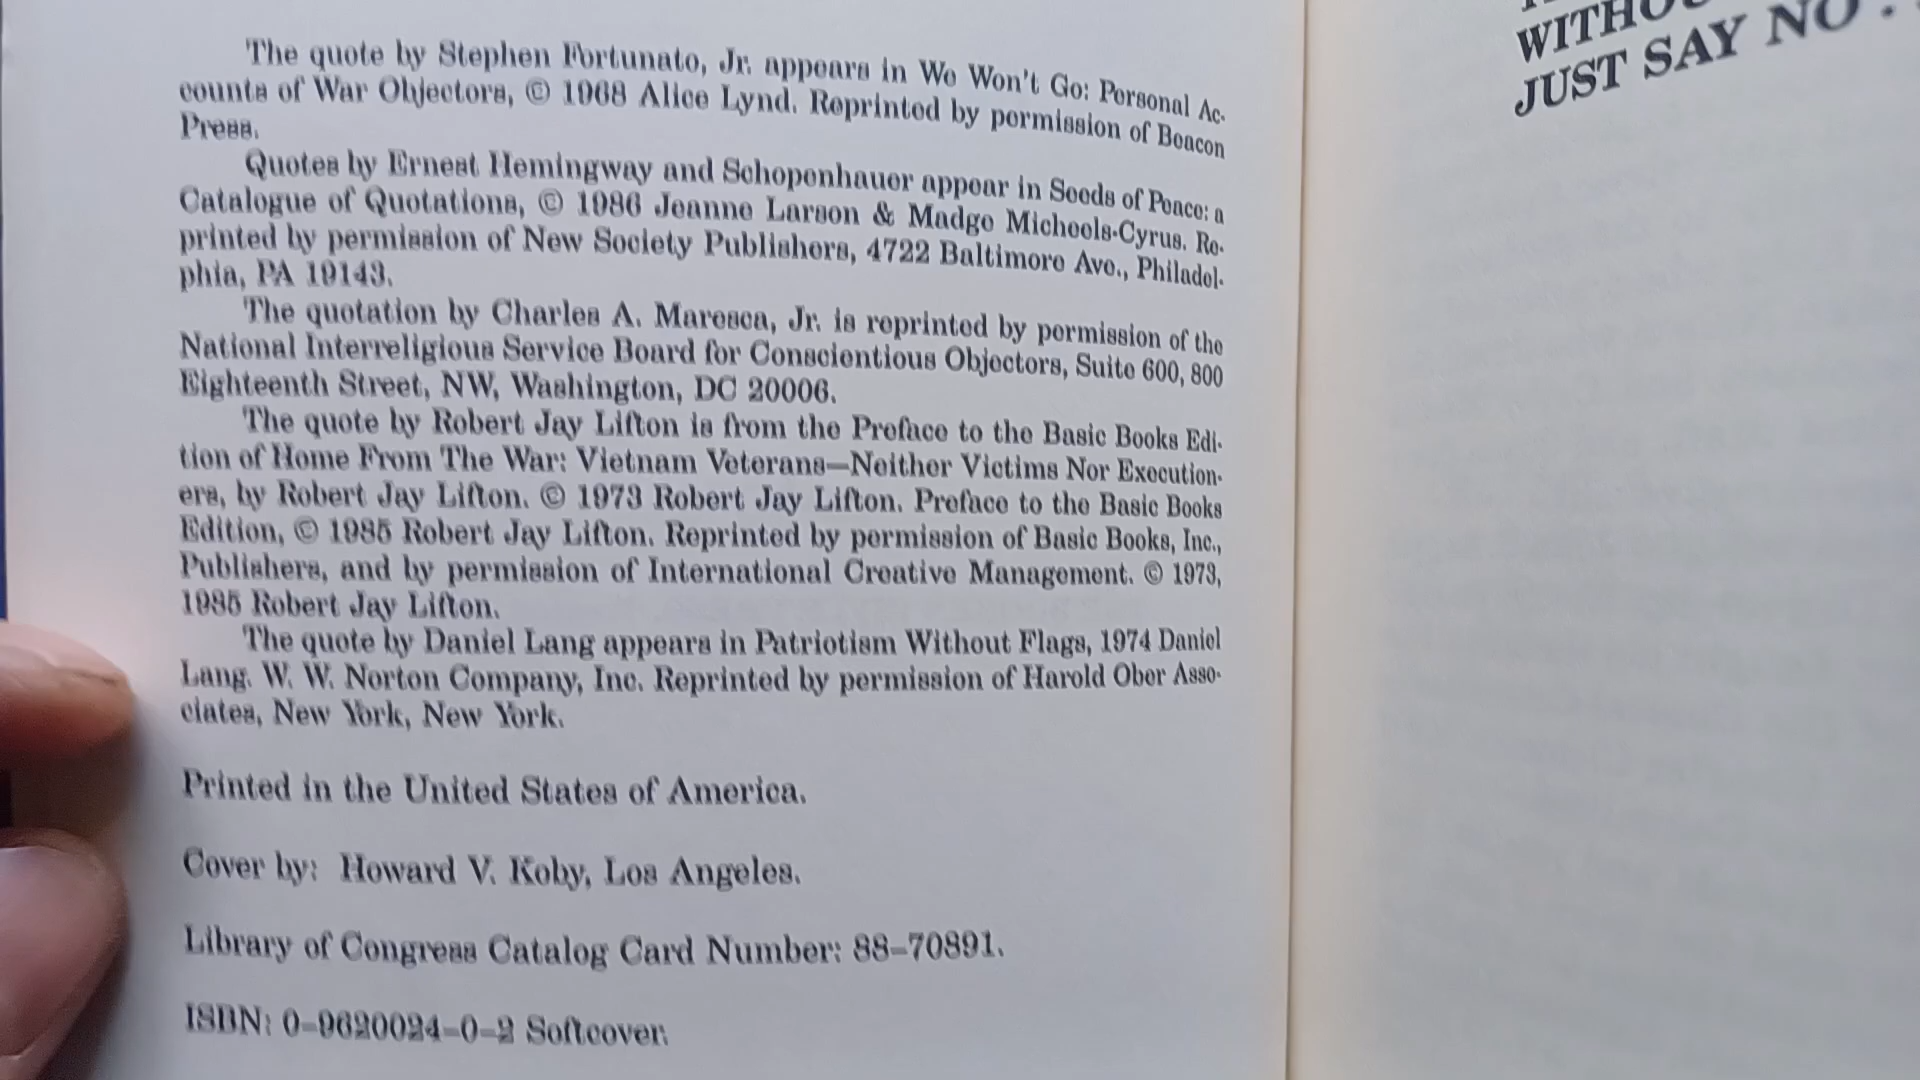 The quote by Stephen Fortunato, Jr. appears in We Won't Go: Personal Ac-
counts of War Objectors, © 1968 Alice Lynd. Reprinted by permission of Beacon
Press.
Quotes by Ernest Hemingway and Schopenhauer appear in Seeds of Peace: a
Catalogue of Quotations, © 1986 Jeanne Larson & Madge Micheels-Cyrus. Re-
printed by permission of New Society Publishers, 4722 Baltimore Ave., Philadel-
phia, PA 19143.
The quotation by Charles A. Maresca, Jr. is reprinted by permission of the
National Interreligious Service Board for Conscientious Objectors, Suite 600, 800
Eighteenth Street, NW, Washington, DC 20006.
The quote by Robert Jay Lifton is from the Preface to the Basic Books Edi-
tion of Home From The War: Vietnam Veterans—Neither Victims Nor Execution-
ers, by Robert Jay Lifton. © 1973 Robert Jay Lifton. Preface to the Basic Books
Edition, © 1985 Robert Jay Lifton. Reprinted by permission of Basic Books, Inc.,
Publishers, and by permission of International Creative Management. © 1973,
1985 Robert Jay Lifton.
The quote by Daniel Lang appears in Patriotism Without Flags, 1974 Daniel
Lang. W. W. Norton Company, Inc. Reprinted by permission of Harold Ober Asso-
ciates, New York, New York.
Printed in the United States of America.
Cover by: Howard V. Koby, Los Angeles.
Library of Congress Catalog Card Number: 88-70891.
ISBN: 0-9620024-0-2 Softcover.
JUST SAY NO